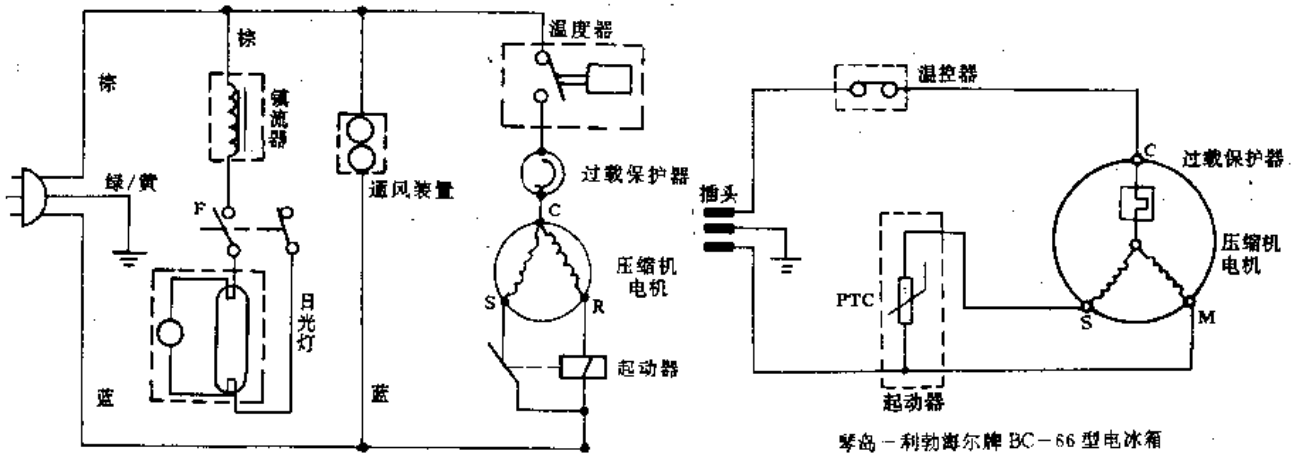 棕
棕
镇流器
绿/黄
F
日光灯
蓝
通风装置
蓝
温度器
过载保护器
C
压缩机
电机
S
R
起动器
温控器
插头
C
过载保护器
压缩机
电机
PTC
S
M
起动器
琴岛-利勃海尔牌 BC-66 型电冰箱